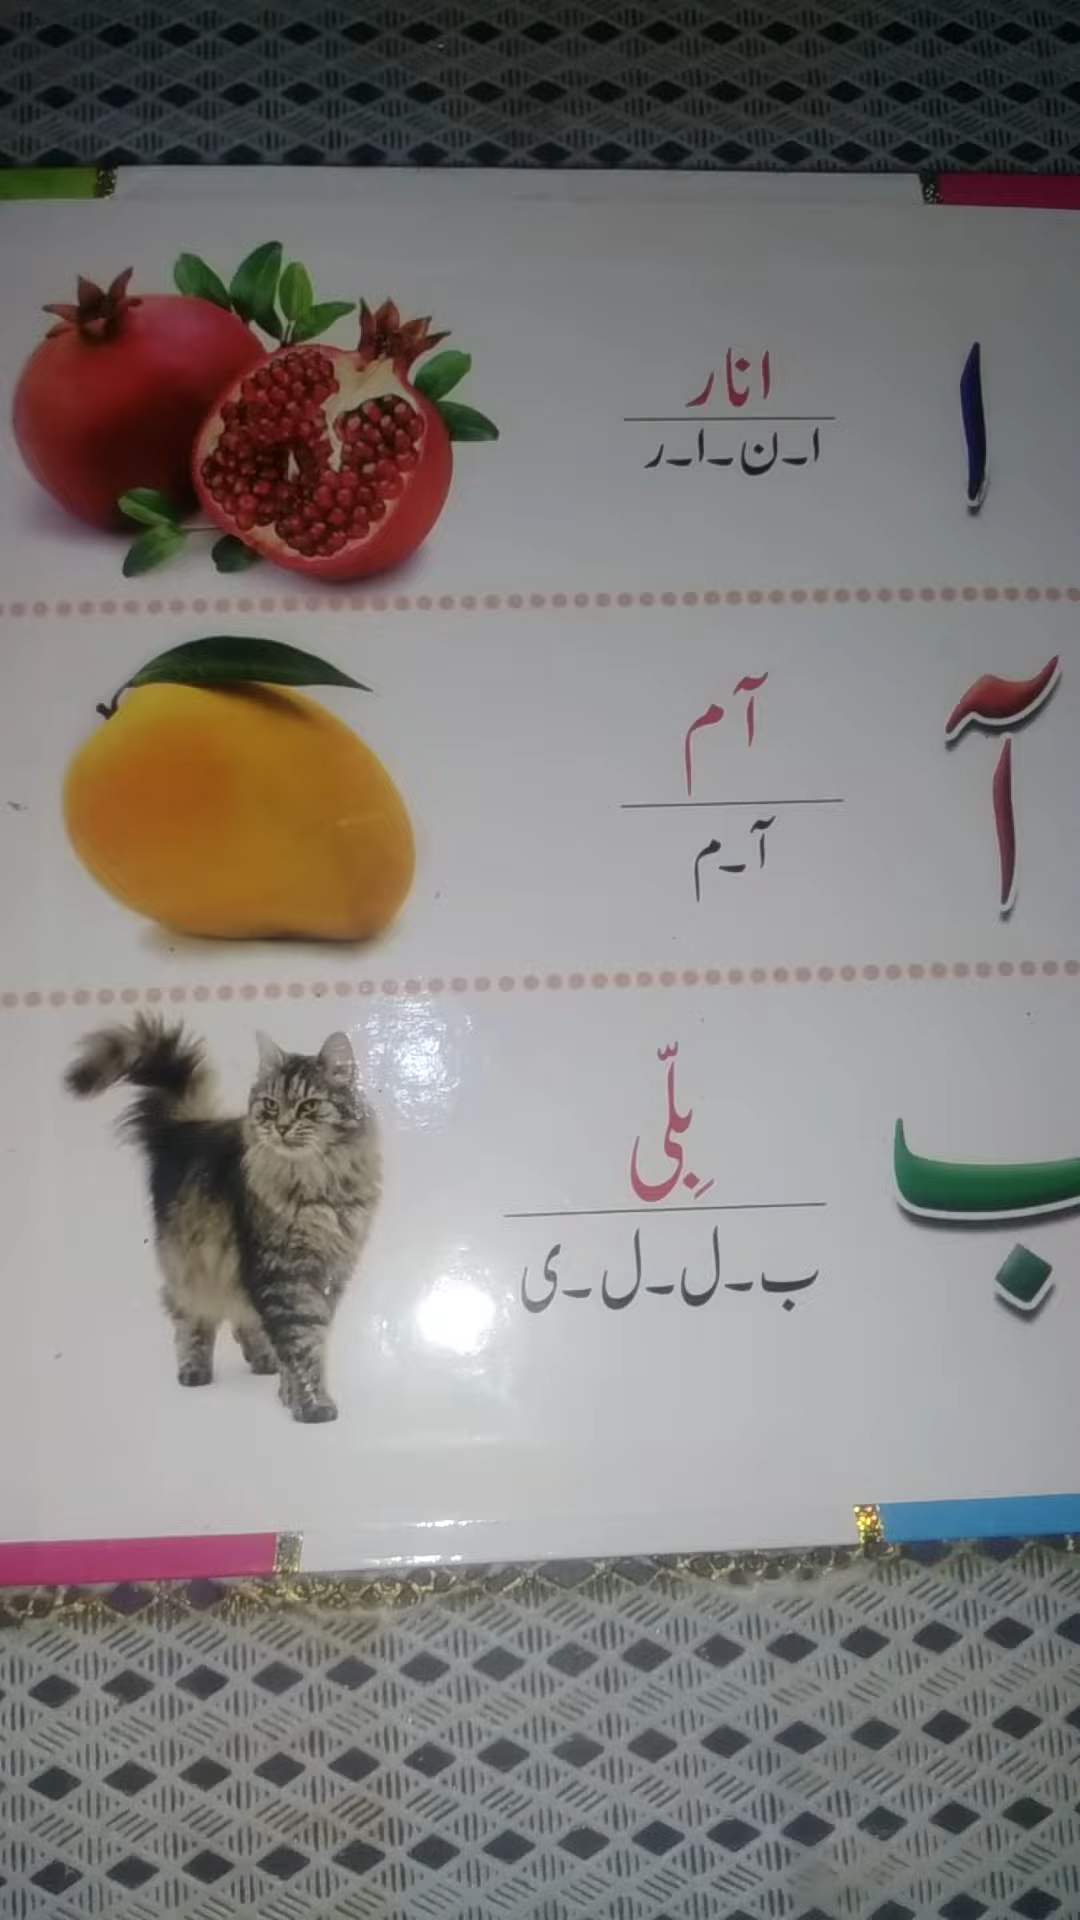 ا
انار
ا۔ن۔ا۔ر
آ
آم
آ۔م
ب
بِلّی
ب۔ل۔ل۔ی